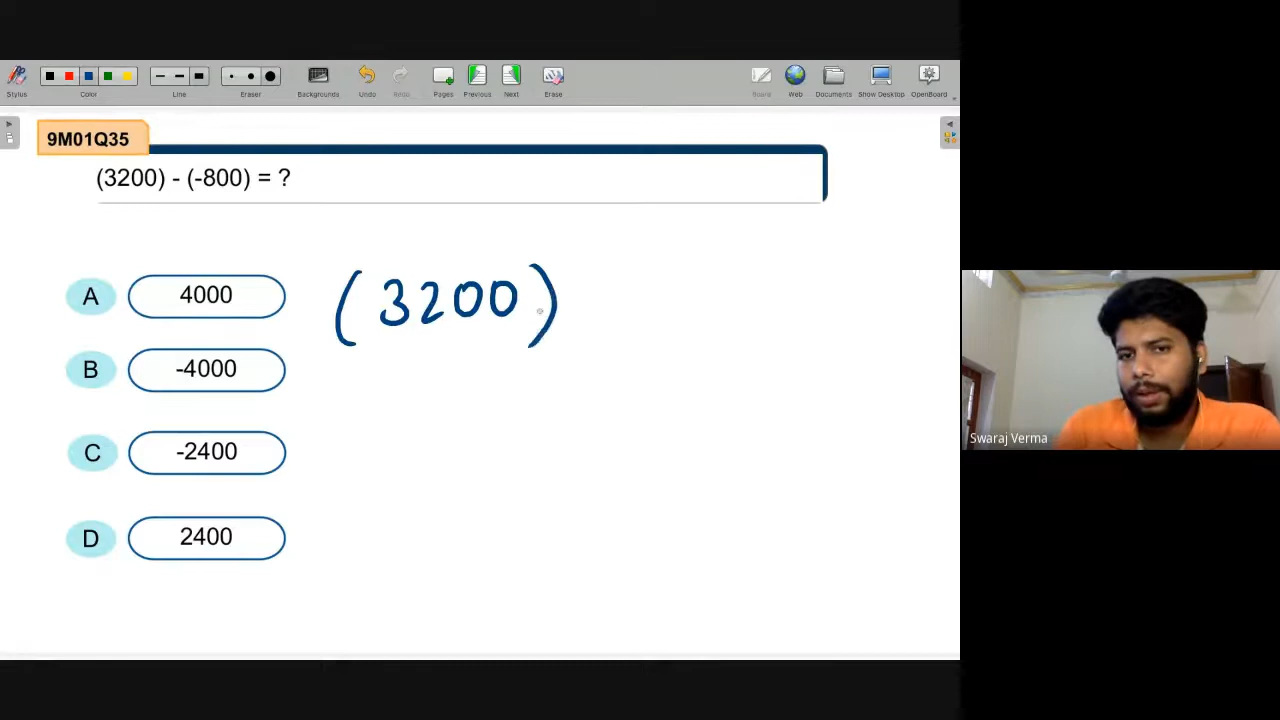 Stylus
Color
Line
Eraser
Backgrounds
Undo
Redo
Pages
Previous
Next
Erase
Board
Web
Documents
Show Desktop
OpenBoard
9M01Q35
(3200) - (-800) = ?
A 4000
(3200)
B -4000
C -2400
D 2400
Swaraj Verma